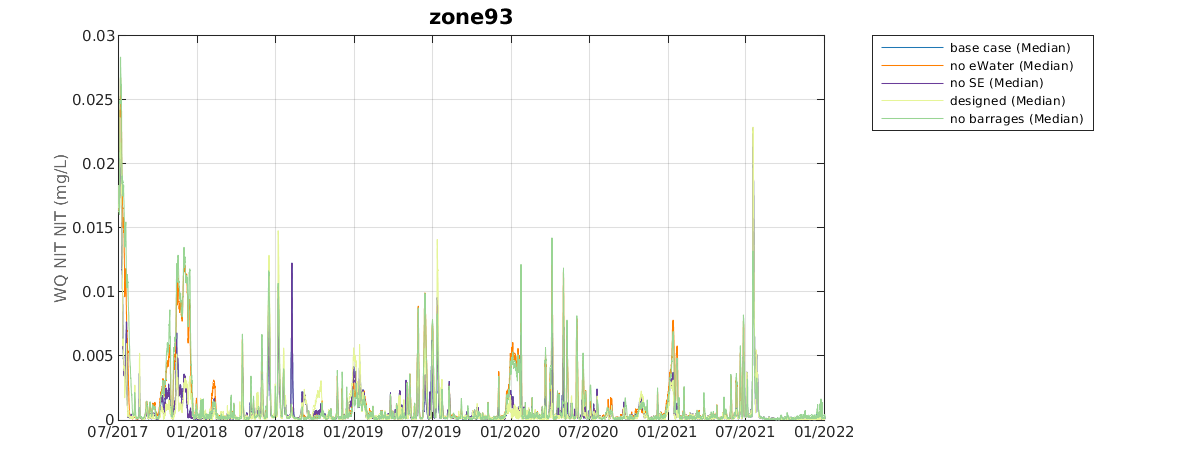 zone93
0.03
0.025
0.02
0.015
0.01
0.005
0
WQ NIT NIT (mg/L)
07/2017 01/2018 07/2018 01/2019 07/2019 01/2020 07/2020 01/2021 07/2021 01/2022
base case (Median)
no eWater (Median)
no SE (Median)
designed (Median)
no barrages (Median)